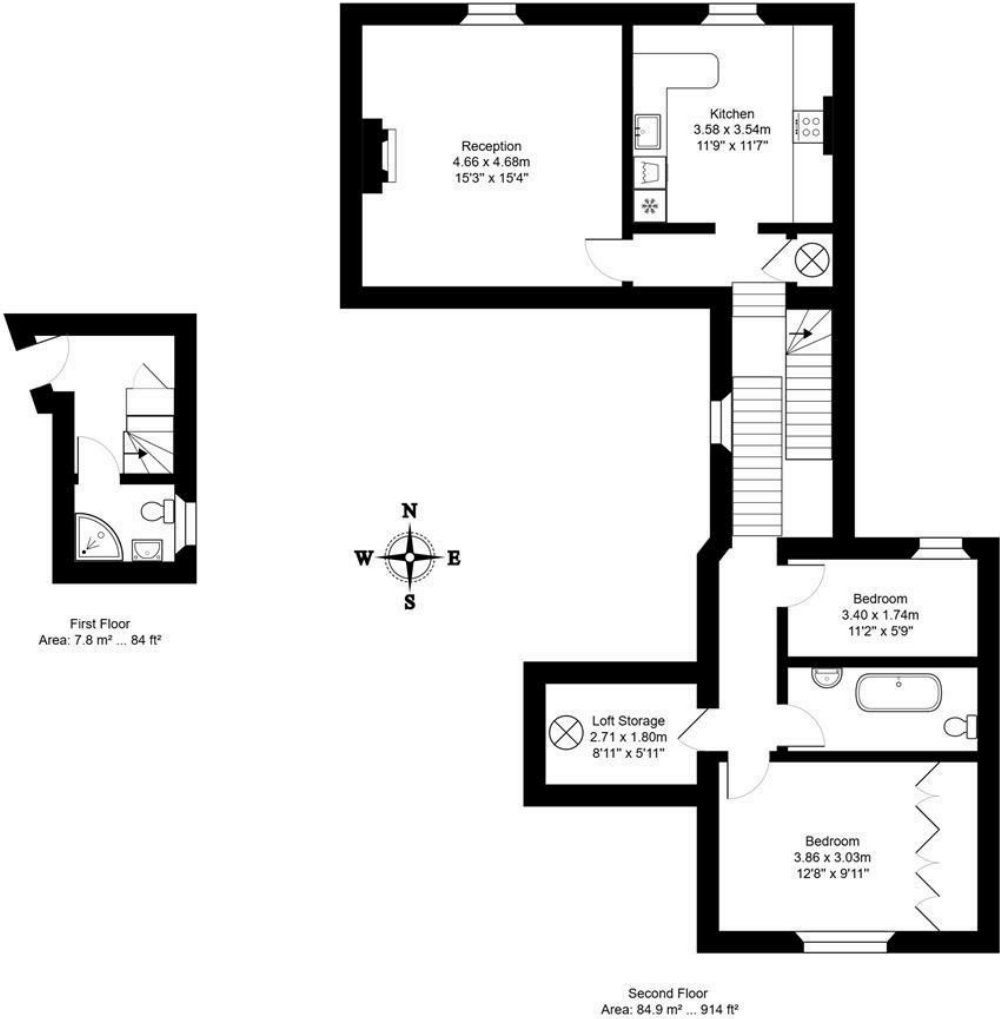 Reception
4.66 x 4.68m
15'3" x 15'4"
Kitchen
3.58 x 3.54m
11'9" x 11'7"
N
W E
S
First Floor
Area: 7.8 m² ... 84 ft²
Bedroom
3.40 x 1.74m
11'2" x 5'9"
Loft Storage
2.71 x 1.80m
8'11" x 5'11"
Bedroom
3.86 x 3.03m
12'8" x 9'11"
Second Floor
Area: 84.9 m² ... 914 ft²